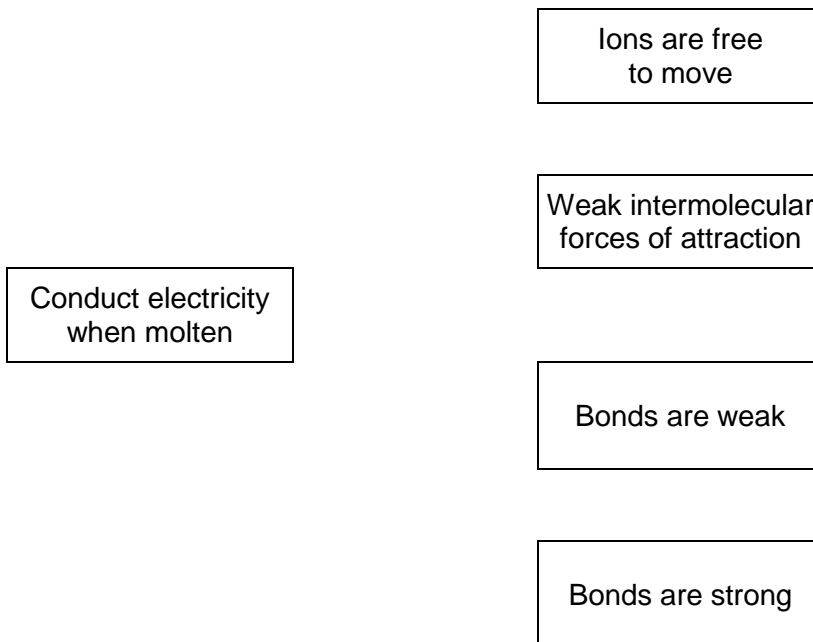 Ions are free
to move
Weak intermolecular
forces of attraction
Conduct electricity
when molten
Bonds are weak
Bonds are strong